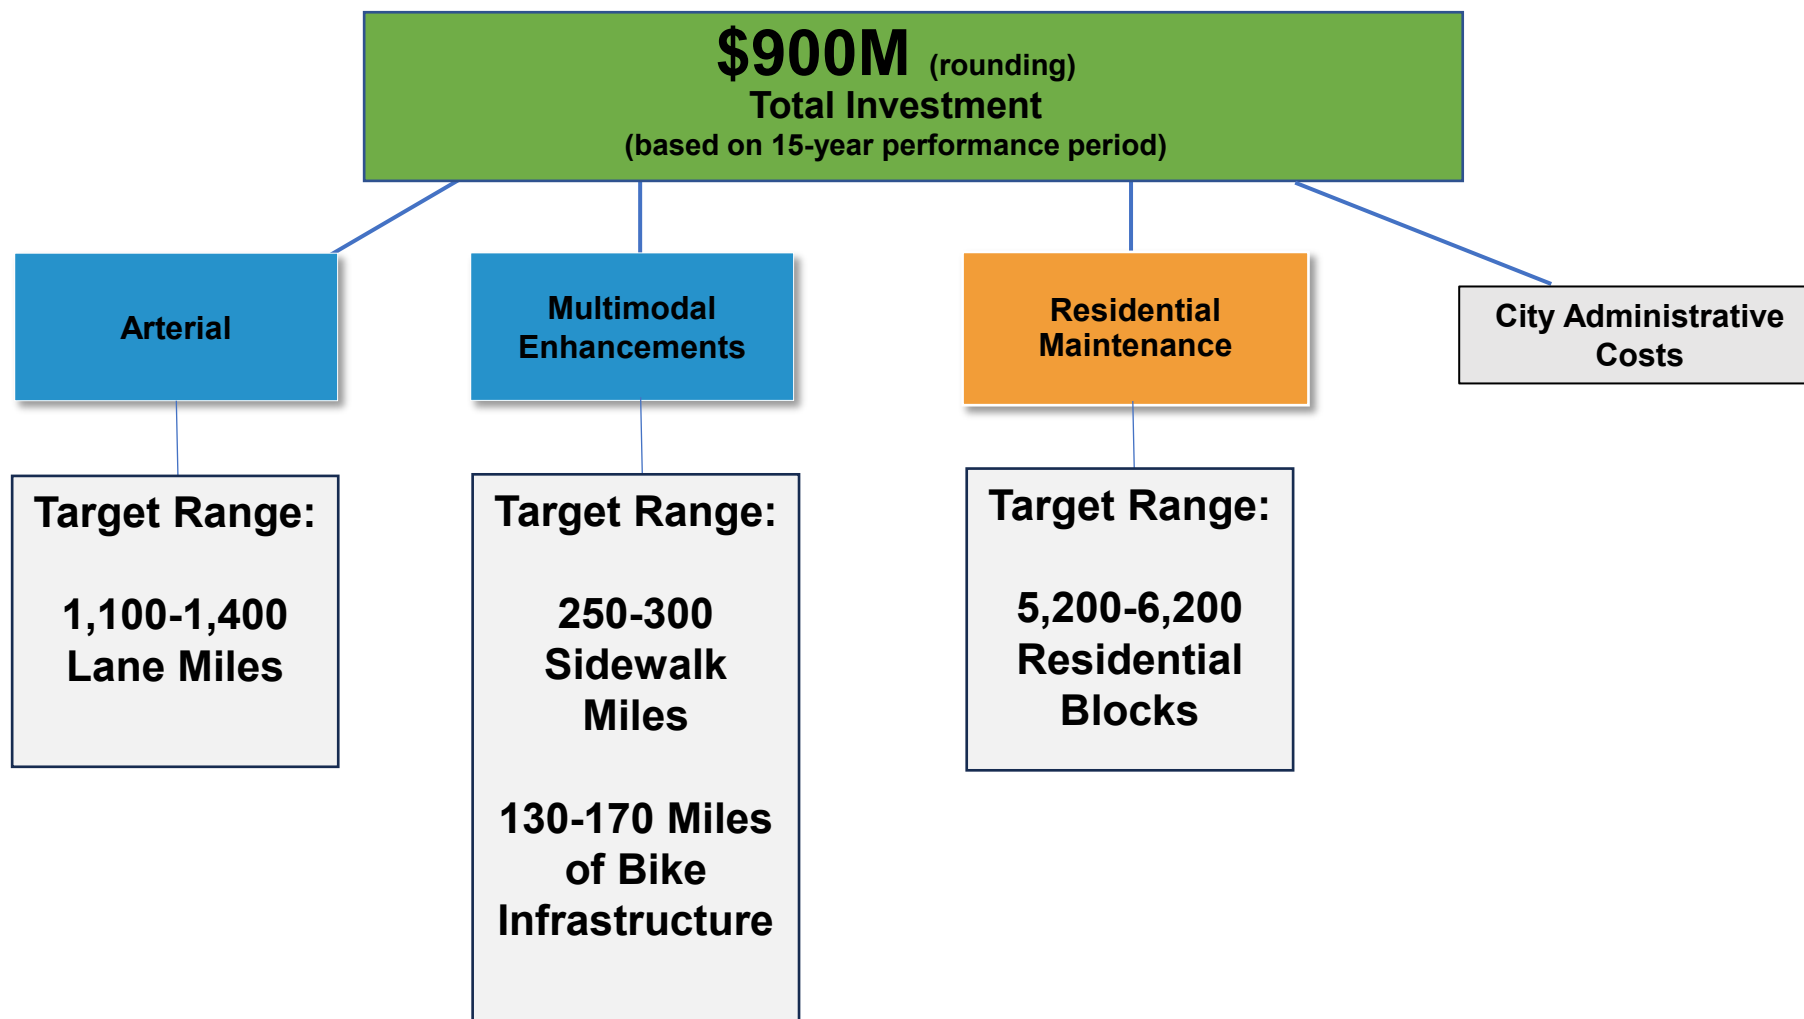 $900M (rounding)
Total Investment
(based on 15-year performance period)
Arterial
Multimodal
Enhancements
Residential
Maintenance
City Administrative
Costs
Target Range:
1,100-1,400
Lane Miles
Target Range:
250-300
Sidewalk
Miles
130-170 Miles
of Bike
Infrastructure
Target Range:
5,200-6,200
Residential
Blocks